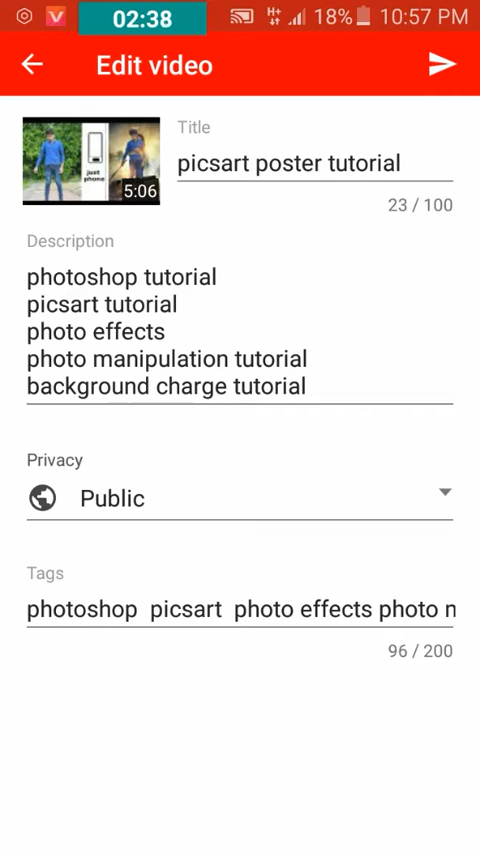 02:38 H+ 18% 10:57 PM
Edit video
Title
picsart poster tutorial
just
phone
5:06
23 / 100
Description
photoshop tutorial
picsart tutorial
photo effects
photo manipulation tutorial
background charge tutorial
Privacy
Public
Tags
photoshop picsart photo effects photo n
96 / 200